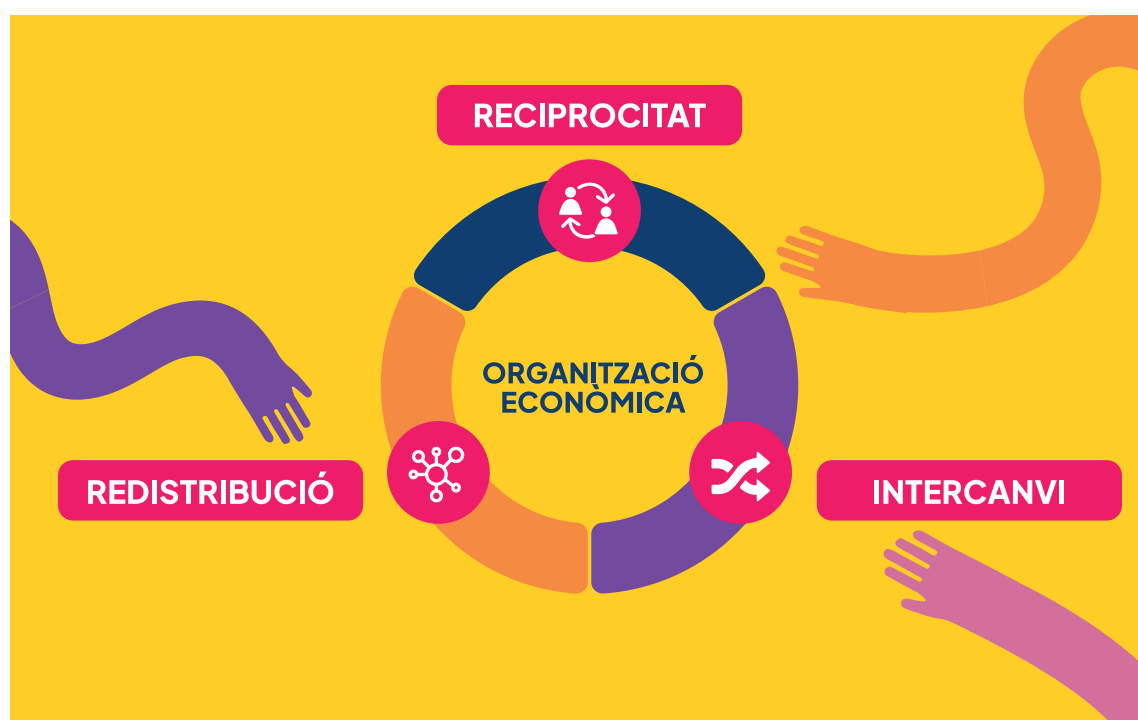 RECIPROCITAT
ORGANITZACIÓ
ECONÒMICA
REDISTRIBUCIÓ
INTERCANVI